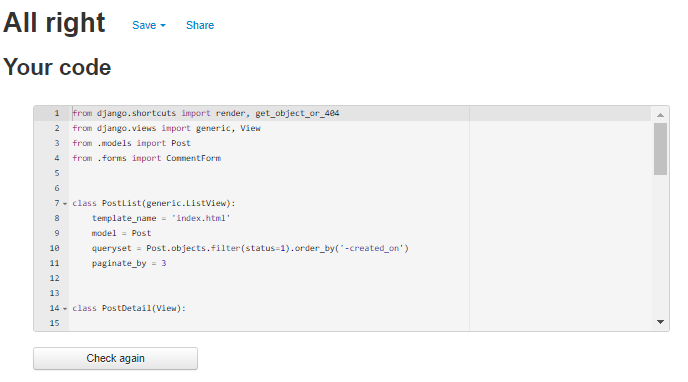 All right Save Share
Your code
1 from django.shortcuts import render, get_object_or_404
2 from django.views import generic, View
3 from .models import Post
4 from .forms import CommentForm
5
6
7 class PostList(generic.ListView):
8     template_name = 'index.html'
9     model = Post
10     queryset = Post.objects.filter(status=1).order_by('-created_on')
11     paginate_by = 3
12
13
14 class PostDetail(View):
15
Check again